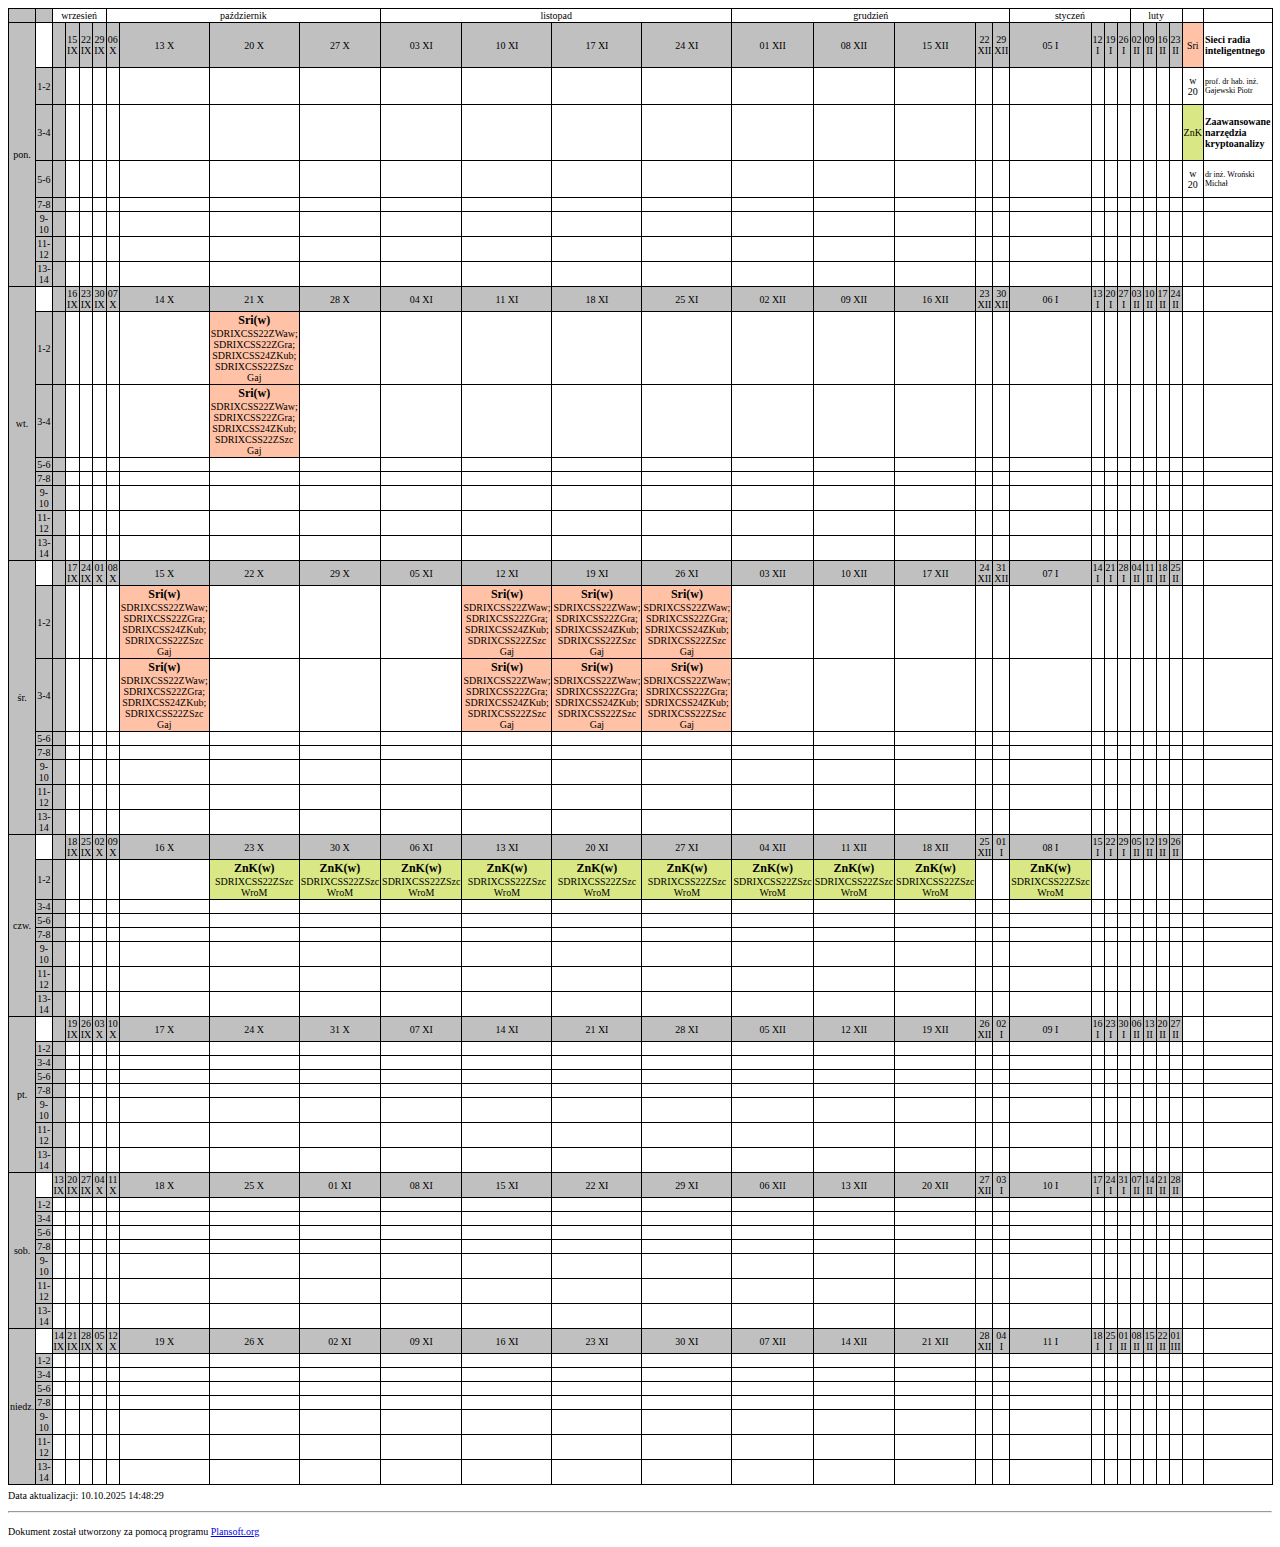 wrzesień październik listopad grudzień styczeń luty
pon. 15 IX 22 IX 29 IX 06 X 13 X 20 X 27 X 03 XI 10 XI 17 XI 24 XI 01 XII 08 XII 15 XII 22 XII 29 XII 05 I 12 I 19 I 26 I 02 II 09 II 16 II 23 II Sri Sieci radia inteligentnego
1-2 w 20 prof. dr hab. inż. Gajewski Piotr
3-4 ZnK Zaawansowane narzędzia kryptoanalizy
5-6 w 20 dr inż. Wroński Michał
7-8
9-10
11-12
13-14
wt. 16 IX 23 IX 30 IX 07 X 14 X 21 X 28 X 04 XI 11 XI 18 XI 25 XI 02 XII 09 XII 16 XII 23 XII 30 XII 06 I 13 I 20 I 27 I 03 II 10 II 17 II 24 II
1-2 Sri(w) SDRIXCSS22ZWaw; SDRIXCSS22ZGra; SDRIXCSS24ZKub; SDRIXCSS22ZSzc Gaj
3-4 Sri(w) SDRIXCSS22ZWaw; SDRIXCSS22ZGra; SDRIXCSS24ZKub; SDRIXCSS22ZSzc Gaj
5-6
7-8
9-10
11-12
13-14
śr. 17 IX 24 IX 01 X 08 X 15 X 22 X 29 X 05 XI 12 XI 19 XI 26 XI 03 XII 10 XII 17 XII 24 XII 31 XII 07 I 14 I 21 I 28 I 04 II 11 II 18 II 25 II
1-2 Sri(w) SDRIXCSS22ZWaw; SDRIXCSS22ZGra; SDRIXCSS24ZKub; SDRIXCSS22ZSzc Gaj Sri(w) SDRIXCSS22ZWaw; SDRIXCSS22ZGra; SDRIXCSS24ZKub; SDRIXCSS22ZSzc Gaj Sri(w) SDRIXCSS22ZWaw; SDRIXCSS22ZGra; SDRIXCSS24ZKub; SDRIXCSS22ZSzc Gaj Sri(w) SDRIXCSS22ZWaw; SDRIXCSS22ZGra; SDRIXCSS24ZKub; SDRIXCSS22ZSzc Gaj
3-4 Sri(w) SDRIXCSS22ZWaw; SDRIXCSS22ZGra; SDRIXCSS24ZKub; SDRIXCSS22ZSzc Gaj Sri(w) SDRIXCSS22ZWaw; SDRIXCSS22ZGra; SDRIXCSS24ZKub; SDRIXCSS22ZSzc Gaj Sri(w) SDRIXCSS22ZWaw; SDRIXCSS22ZGra; SDRIXCSS24ZKub; SDRIXCSS22ZSzc Gaj Sri(w) SDRIXCSS22ZWaw; SDRIXCSS22ZGra; SDRIXCSS24ZKub; SDRIXCSS22ZSzc Gaj
5-6
7-8
9-10
11-12
13-14
czw. 18 IX 25 IX 02 X 09 X 16 X 23 X 30 X 06 XI 13 XI 20 XI 27 XI 04 XII 11 XII 18 XII 25 XII 01 I 08 I 15 I 22 I 29 I 05 II 12 II 19 II 26 II
1-2 ZnK(w) SDRIXCSS22ZSzc WroM ZnK(w) SDRIXCSS22ZSzc WroM ZnK(w) SDRIXCSS22ZSzc WroM ZnK(w) SDRIXCSS22ZSzc WroM ZnK(w) SDRIXCSS22ZSzc WroM ZnK(w) SDRIXCSS22ZSzc WroM ZnK(w) SDRIXCSS22ZSzc WroM ZnK(w) SDRIXCSS22ZSzc WroM ZnK(w) SDRIXCSS22ZSzc WroM ZnK(w) SDRIXCSS22ZSzc WroM
3-4
5-6
7-8
9-10
11-12
13-14
pt. 19 IX 26 IX 03 X 10 X 17 X 24 X 31 X 07 XI 14 XI 21 XI 28 XI 05 XII 12 XII 19 XII 26 XII 02 I 09 I 16 I 23 I 30 I 06 II 13 II 20 II 27 II
1-2
3-4
5-6
7-8
9-10
11-12
13-14
sob. 13 IX 20 IX 27 IX 04 X 11 X 18 X 25 X 01 XI 08 XI 15 XI 22 XI 29 XI 06 XII 13 XII 20 XII 27 XII 03 I 10 I 17 I 24 I 31 I 07 II 14 II 21 II 28 II
1-2
3-4
5-6
7-8
9-10
11-12
13-14
niedz. 14 IX 21 IX 28 IX 05 X 12 X 19 X 26 X 02 XI 09 XI 16 XI 23 XI 30 XI 07 XII 14 XII 21 XII 28 XII 04 I 11 I 18 I 25 I 01 II 08 II 15 II 22 II 01 III
1-2
3-4
5-6
7-8
9-10
11-12
13-14
Data aktualizacji: 10.10.2025 14:48:29
Dokument został utworzony za pomocą programu Plansoft.org